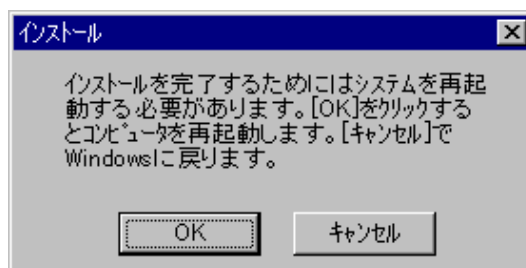 インストール
インストールを完了するためにはシステムを再起
動する必要があります。[OK]をクリックする
とコンピュータを再起動します。[キャンセル]で
Windowsに戻ります。
OK
キャンセル